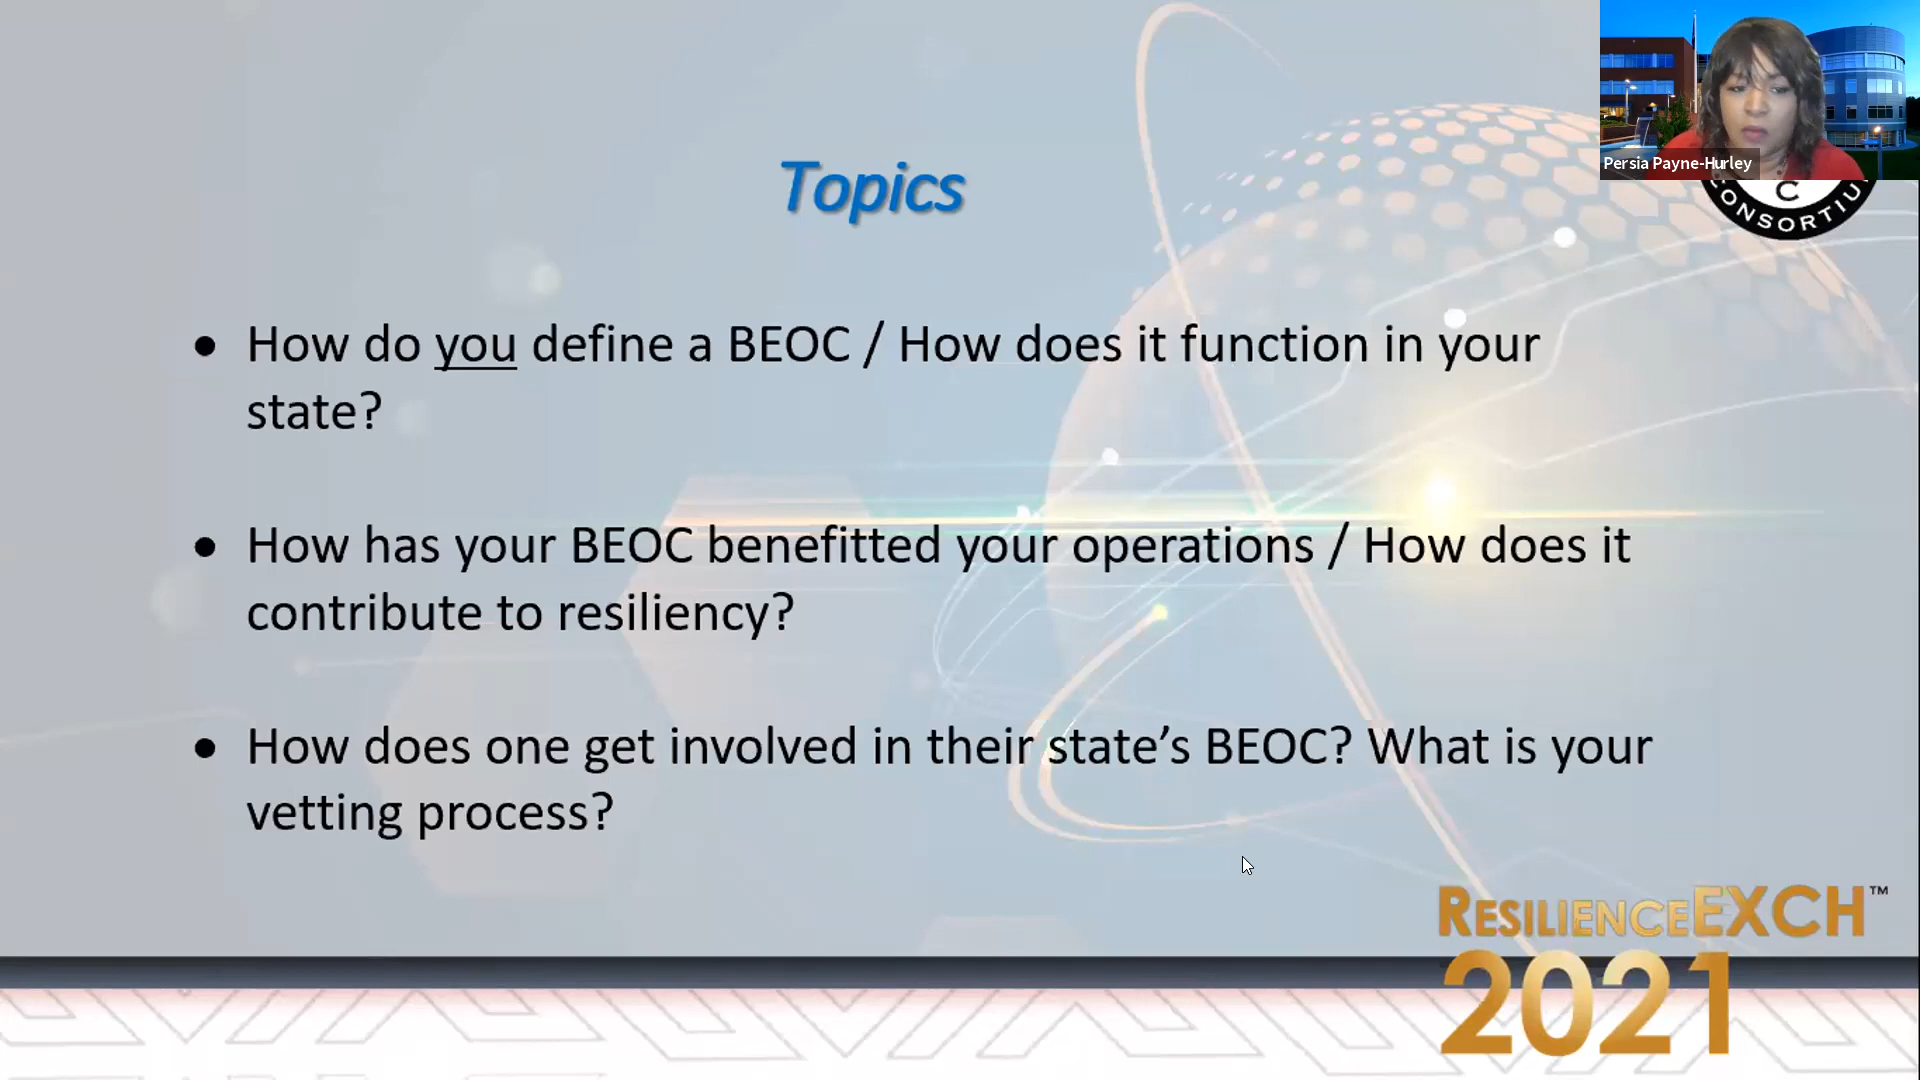 Persia Payne-Hurley
C
CONSORTIU
Topics
• How do you define a BEOC / How does it function in your
state?
• How has your BEOC benefitted your operations / How does it
contribute to resiliency?
• How does one get involved in their state’s BEOC? What is your
vetting process?
RESILIENCEEXCH™
2021